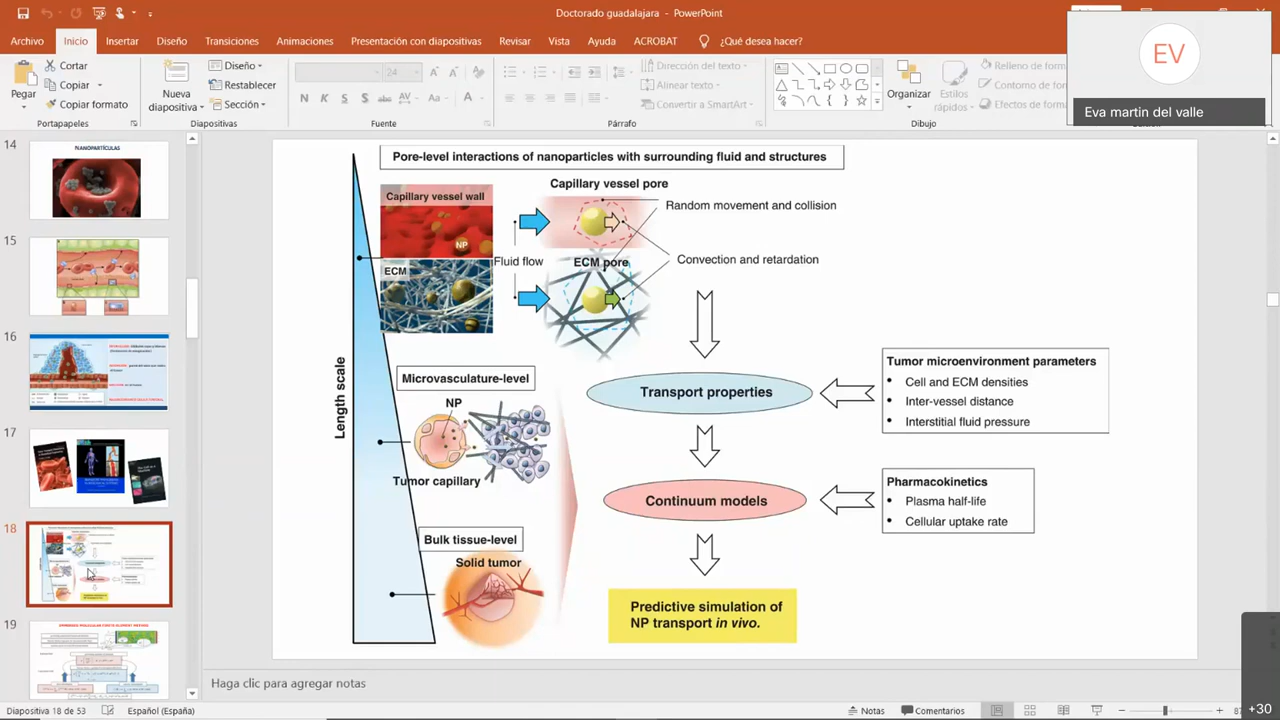 Doctorado guadalajara - PowerPoint
Archivo Inicio Insertar Diseño Transiciones Animaciones Presentación con diapositivas Revisar Vista Ayuda ACROBAT ¿Qué desea hacer?
EV
Eva martin del valle
Pegar
Cortar
Copiar
Copiar formato
Portapapeles
Nueva
diapositiva
Diseño
Restablecer
Sección
Diapositivas
24
N K S S abc AV Aa A
Fuente
Dirección del texto
Alinear texto
Convertir a SmartArt
Párrafo
Organizar
Estilos
rápidos
Relleno de forma
Contorno de forma
Efectos de forma
Dibujo
14
NANOPARTÍCULAS
15
16
17
18
19
Pore-level interactions of nanoparticles with surrounding fluid and structures
Capillary vessel pore
Capillary vessel wall
NP
Random movement and collision
Fluid flow
ECM
ECM pore
Convection and retardation
Length scale
Microvasculature-level
NP
Tumor capillary
Bulk tissue-level
Solid tumor
Transport properties
Continuum models
Predictive simulation of
NP transport in vivo.
Tumor microenvironment parameters
• Cell and ECM densities
• Inter-vessel distance
• Interstitial fluid pressure
Pharmacokinetics
• Plasma half-life
• Cellular uptake rate
Haga clic para agregar notas
Diapositiva 18 de 53 Español (España) Notas Comentarios
+30